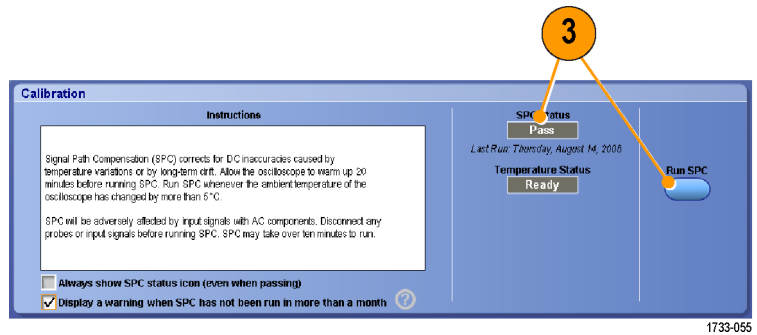 3
Calibration
Instructions
Signal Path Compensation (SPC) corrects for DC inaccuracies caused by
temperature variations or by long-term drift. Allow the oscilloscope to warm up 20
minutes before running SPC. Run SPC whenever the ambient temperature of the
oscilloscope has changed by more than 5 °C.
SPC will be adversely affected by input signals with AC components. Disconnect any
probes or input signals before running SPC. SPC may take over ten minutes to run.
Always show SPC status icon (even when passing)
Display a warning when SPC has not been run in more than a month ?
SPC Status
Pass
Last Run: Thursday, August 14, 2008
Temperature Status
Ready
Run SPC
1733-055